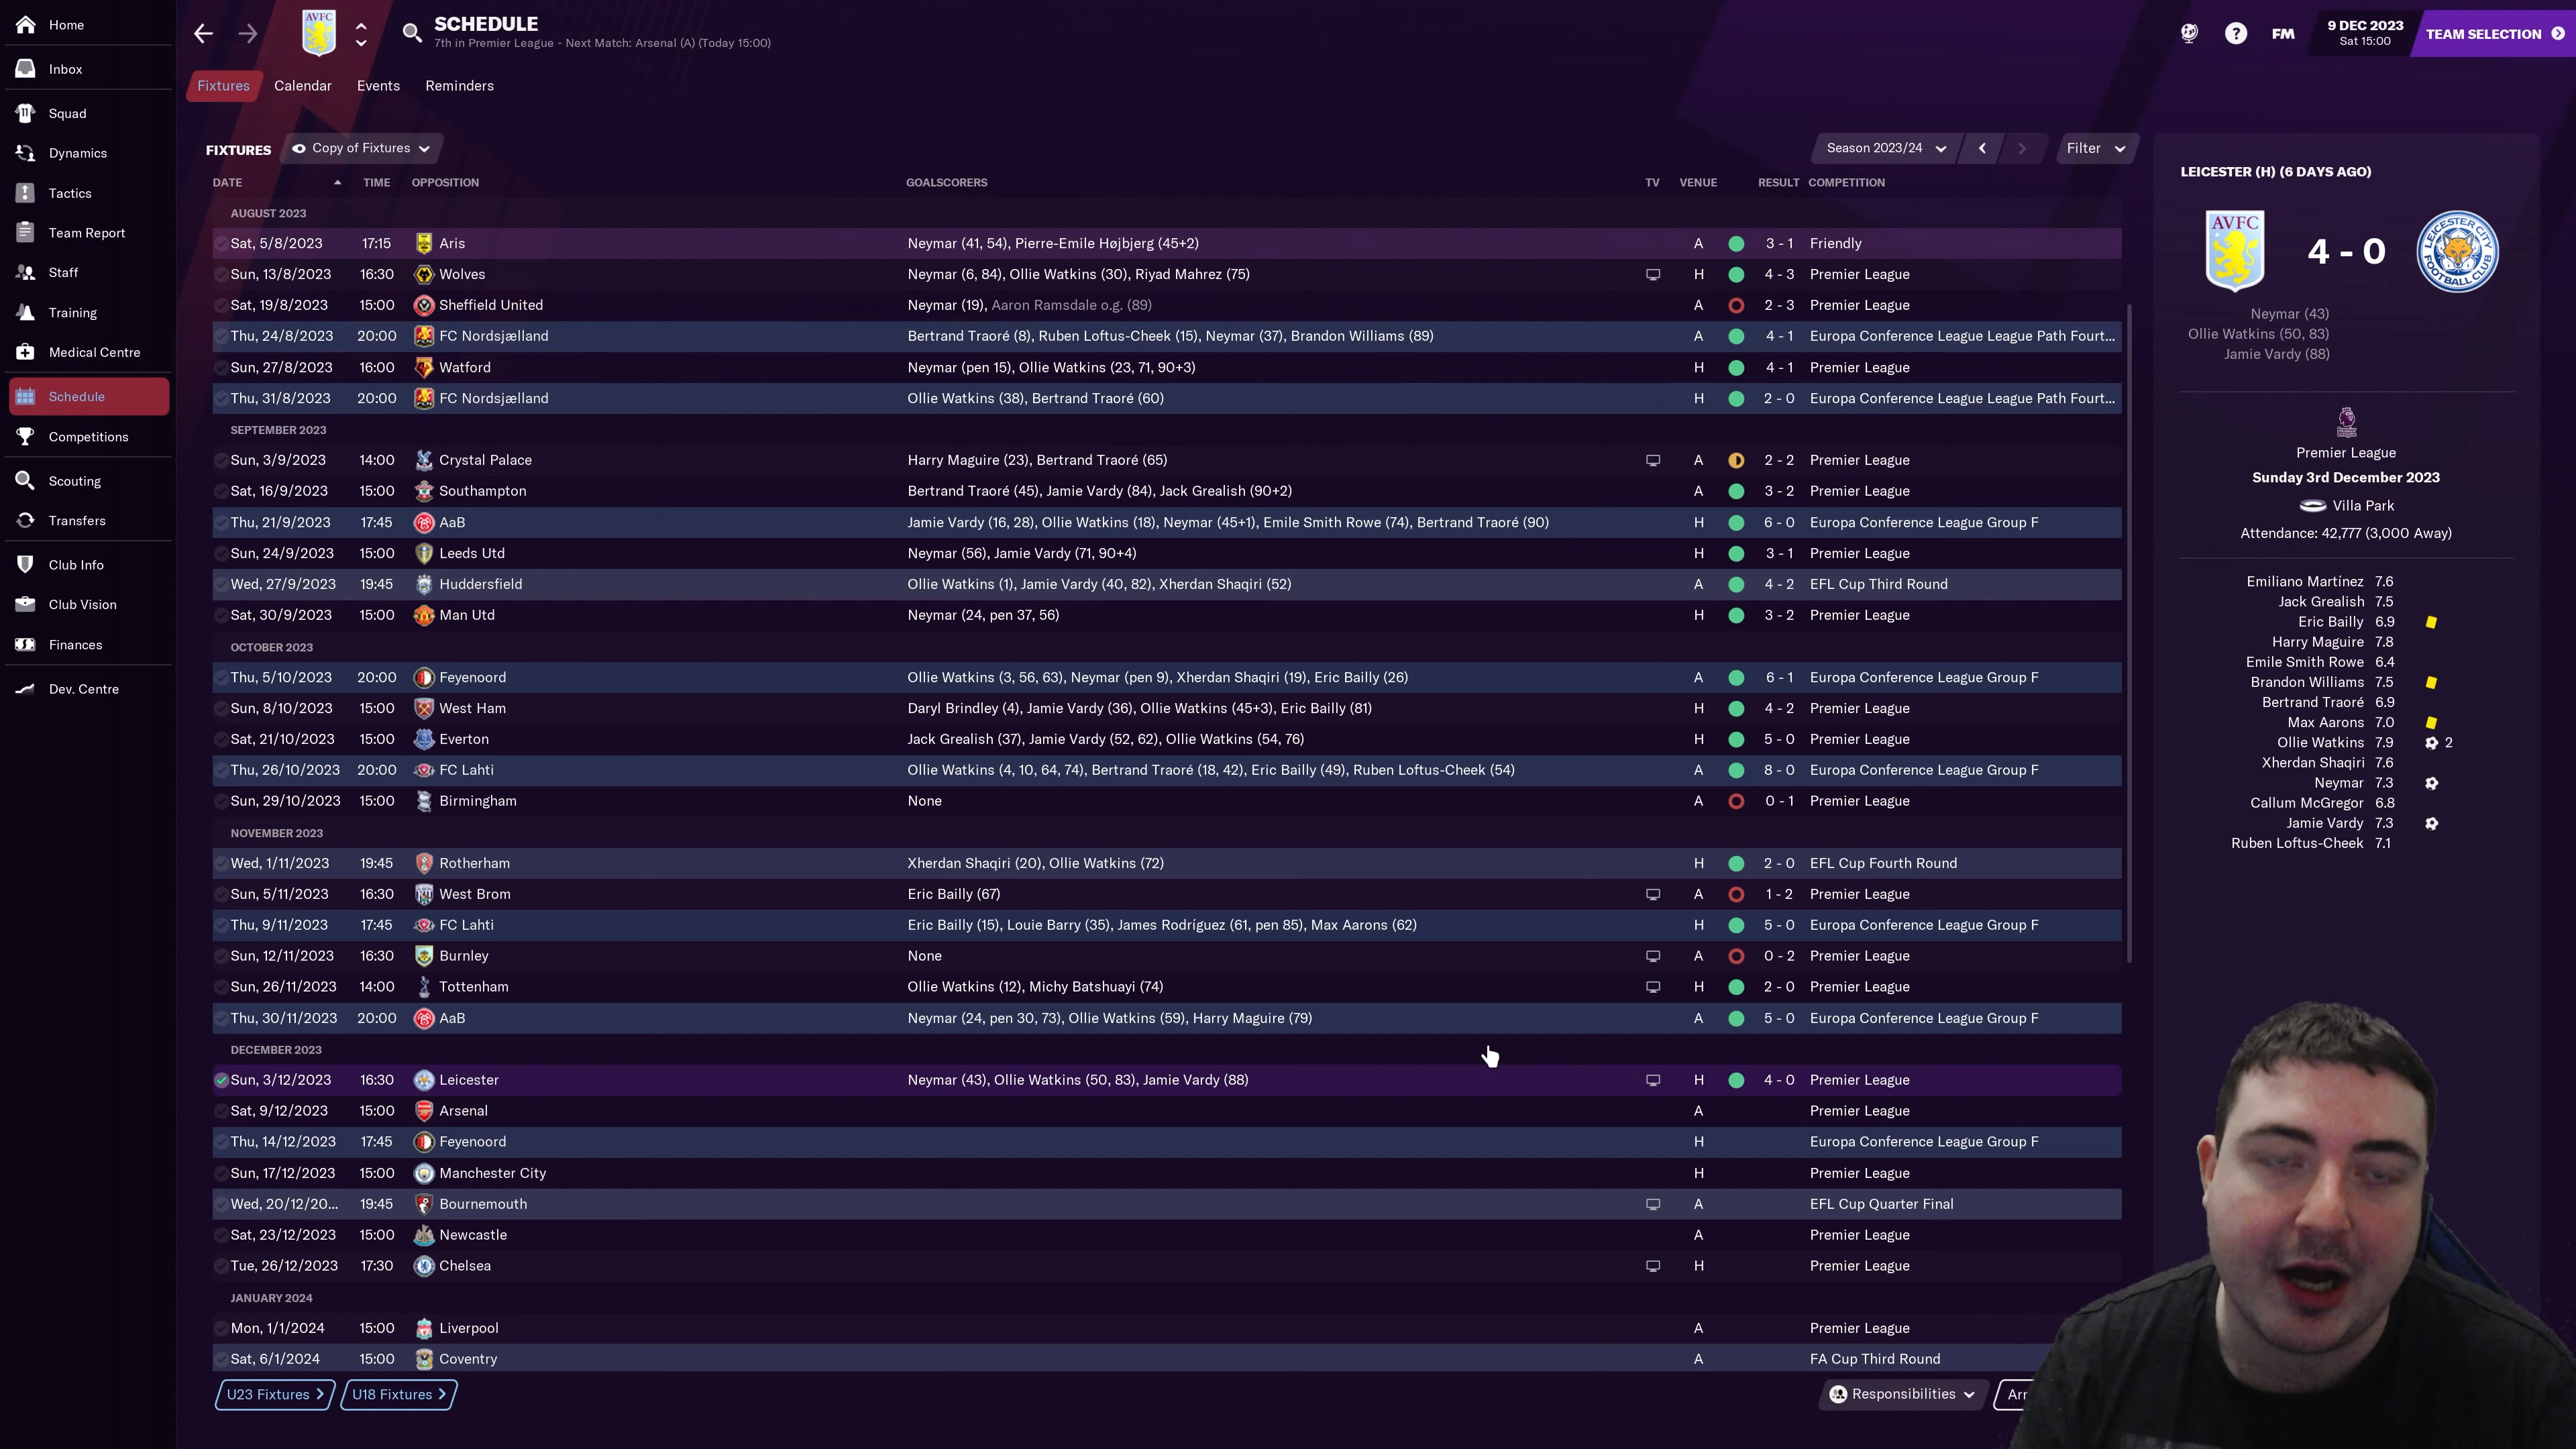 Home
Inbox
Squad
Dynamics
Tactics
Team Report
Staff
Training
Medical Centre
Schedule
Competitions
Scouting
Transfers
Club Info
Club Vision
Finances
Dev. Centre
AVFC
SCHEDULE
7th in Premier League - Next Match: Arsenal (A) (Today 15:00)
? FM
9 DEC 2023
Sat 15:00
TEAM SELECTION
Fixtures Calendar Events Reminders
FIXTURES Copy of Fixtures Season 2023/24 Filter
DATE TIME OPPOSITION GOALSCORERS TV VENUE RESULT COMPETITION
AUGUST 2023
Sat, 5/8/2023 17:15 Aris Neymar (41, 54), Pierre-Emile Højbjerg (45+2) A 3 - 1 Friendly
Sun, 13/8/2023 16:30 Wolves Neymar (6, 84), Ollie Watkins (30), Riyad Mahrez (75) H 4 - 3 Premier League
Sat, 19/8/2023 15:00 Sheffield United Neymar (19), Aaron Ramsdale o.g. (89) A 2 - 3 Premier League
Thu, 24/8/2023 20:00 FC Nordsjælland Bertrand Traoré (8), Ruben Loftus-Cheek (15), Neymar (37), Brandon Williams (89) A 4 - 1 Europa Conference League League Path Fourt...
Sun, 27/8/2023 16:00 Watford Neymar (pen 15), Ollie Watkins (23, 71, 90+3) H 4 - 1 Premier League
Thu, 31/8/2023 20:00 FC Nordsjælland Ollie Watkins (38), Bertrand Traoré (60) H 2 - 0 Europa Conference League League Path Fourt...
SEPTEMBER 2023
Sun, 3/9/2023 14:00 Crystal Palace Harry Maguire (23), Bertrand Traoré (65) A 2 - 2 Premier League
Sat, 16/9/2023 15:00 Southampton Bertrand Traoré (45), Jamie Vardy (84), Jack Grealish (90+2) A 3 - 2 Premier League
Thu, 21/9/2023 17:45 AaB Jamie Vardy (16, 28), Ollie Watkins (18), Neymar (45+1), Emile Smith Rowe (74), Bertrand Traoré (90) H 6 - 0 Europa Conference League Group F
Sun, 24/9/2023 15:00 Leeds Utd Neymar (56), Jamie Vardy (71, 90+4) H 3 - 1 Premier League
Wed, 27/9/2023 19:45 Huddersfield Ollie Watkins (1), Jamie Vardy (40, 82), Xherdan Shaqiri (52) A 4 - 2 EFL Cup Third Round
Sat, 30/9/2023 15:00 Man Utd Neymar (24, pen 37, 56) H 3 - 2 Premier League
OCTOBER 2023
Thu, 5/10/2023 20:00 Feyenoord Ollie Watkins (3, 56, 63), Neymar (pen 9), Xherdan Shaqiri (19), Eric Bailly (26) A 6 - 1 Europa Conference League Group F
Sun, 8/10/2023 15:00 West Ham Daryl Brindley (4), Jamie Vardy (36), Ollie Watkins (45+3), Eric Bailly (81) H 4 - 2 Premier League
Sat, 21/10/2023 15:00 Everton Jack Grealish (37), Jamie Vardy (52, 62), Ollie Watkins (54, 76) H 5 - 0 Premier League
Thu, 26/10/2023 20:00 FC Lahti Ollie Watkins (4, 10, 64, 74), Bertrand Traoré (18, 42), Eric Bailly (49), Ruben Loftus-Cheek (54) A 8 - 0 Europa Conference League Group F
Sun, 29/10/2023 15:00 Birmingham None A 0 - 1 Premier League
NOVEMBER 2023
Wed, 1/11/2023 19:45 Rotherham Xherdan Shaqiri (20), Ollie Watkins (72) H 2 - 0 EFL Cup Fourth Round
Sun, 5/11/2023 16:30 West Brom Eric Bailly (67) A 1 - 2 Premier League
Thu, 9/11/2023 17:45 FC Lahti Eric Bailly (15), Louie Barry (35), James Rodríguez (61, pen 85), Max Aarons (62) H 5 - 0 Europa Conference League Group F
Sun, 12/11/2023 16:30 Burnley None A 0 - 2 Premier League
Sun, 26/11/2023 14:00 Tottenham Ollie Watkins (12), Michy Batshuayi (74) H 2 - 0 Premier League
Thu, 30/11/2023 20:00 AaB Neymar (24, pen 30, 73), Ollie Watkins (59), Harry Maguire (79) A 5 - 0 Europa Conference League Group F
DECEMBER 2023
Sun, 3/12/2023 16:30 Leicester Neymar (43), Ollie Watkins (50, 83), Jamie Vardy (88) H 4 - 0 Premier League
Sat, 9/12/2023 15:00 Arsenal A Premier League
Thu, 14/12/2023 17:45 Feyenoord H Europa Conference League Group F
Sun, 17/12/2023 15:00 Manchester City H Premier League
Wed, 20/12/20... 19:45 Bournemouth A EFL Cup Quarter Final
Sat, 23/12/2023 15:00 Newcastle A Premier League
Tue, 26/12/2023 17:30 Chelsea H Premier League
JANUARY 2024
Mon, 1/1/2024 15:00 Liverpool A Premier League
Sat, 6/1/2024 15:00 Coventry A FA Cup Third Round
U23 Fixtures U18 Fixtures Responsibilities Arr
LEICESTER (H) (6 DAYS AGO)
AVFC 4 - 0 LEICESTER CITY FOOTBALL CLUB
Neymar (43)
Ollie Watkins (50, 83)
Jamie Vardy (88)
Premier League
Premier League
Sunday 3rd December 2023
Villa Park
Attendance: 42,777 (3,000 Away)
Emiliano Martínez 7.6
Jack Grealish 7.5
Eric Bailly 6.9
Harry Maguire 7.8
Emile Smith Rowe 6.4
Brandon Williams 7.5
Bertrand Traoré 6.9
Max Aarons 7.0
Ollie Watkins 7.9 2
Xherdan Shaqiri 7.6
Neymar 7.3
Callum McGregor 6.8
Jamie Vardy 7.3
Ruben Loftus-Cheek 7.1